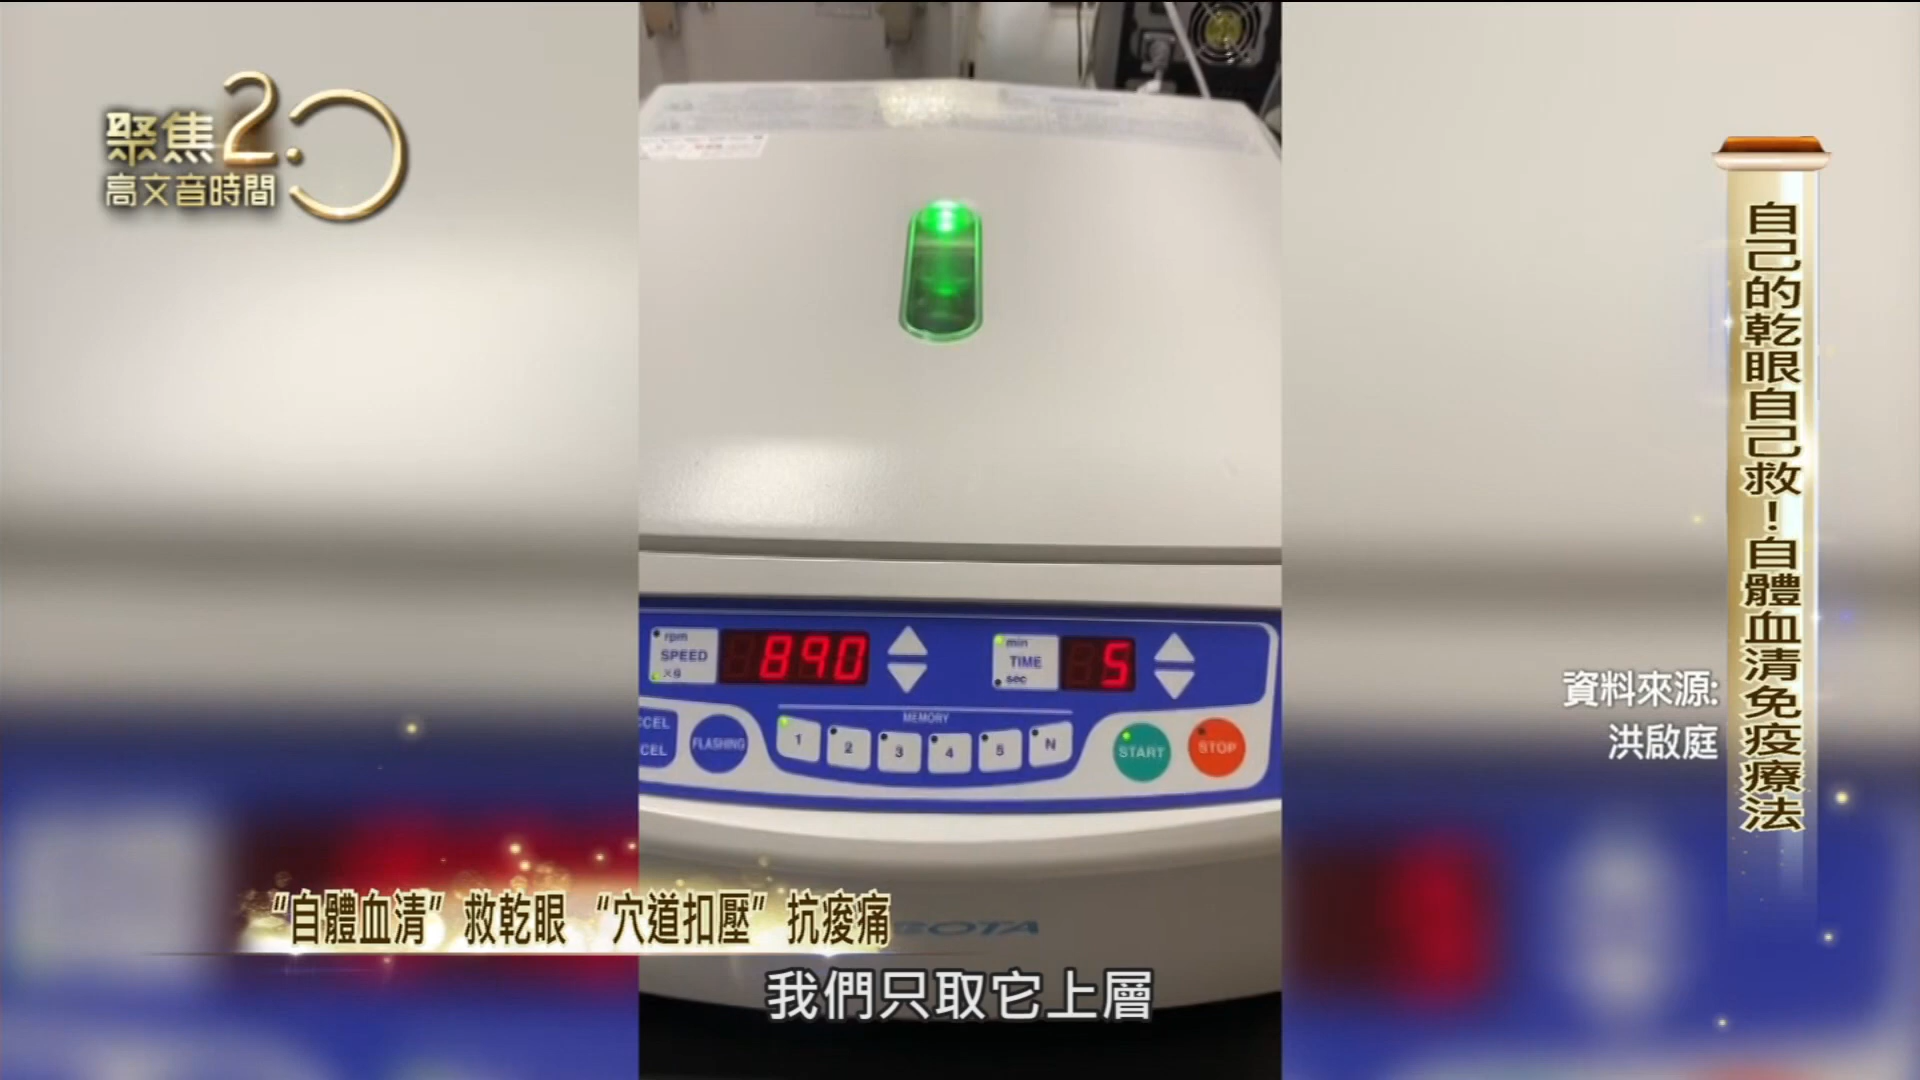 聚焦2.0
高文音時間
自己的乾眼自己救!自體血清免疫療法
資料來源:
洪啟庭
rpm
SPEED
×g
890
min
TIME
sec
5
CEL
CEL
FLASHING
MEMORY
1
2
3
4
5
N
START
STOP
BOTA
“自體血清” 救乾眼 “穴道扣壓” 抗痠痛
我們只取它上層